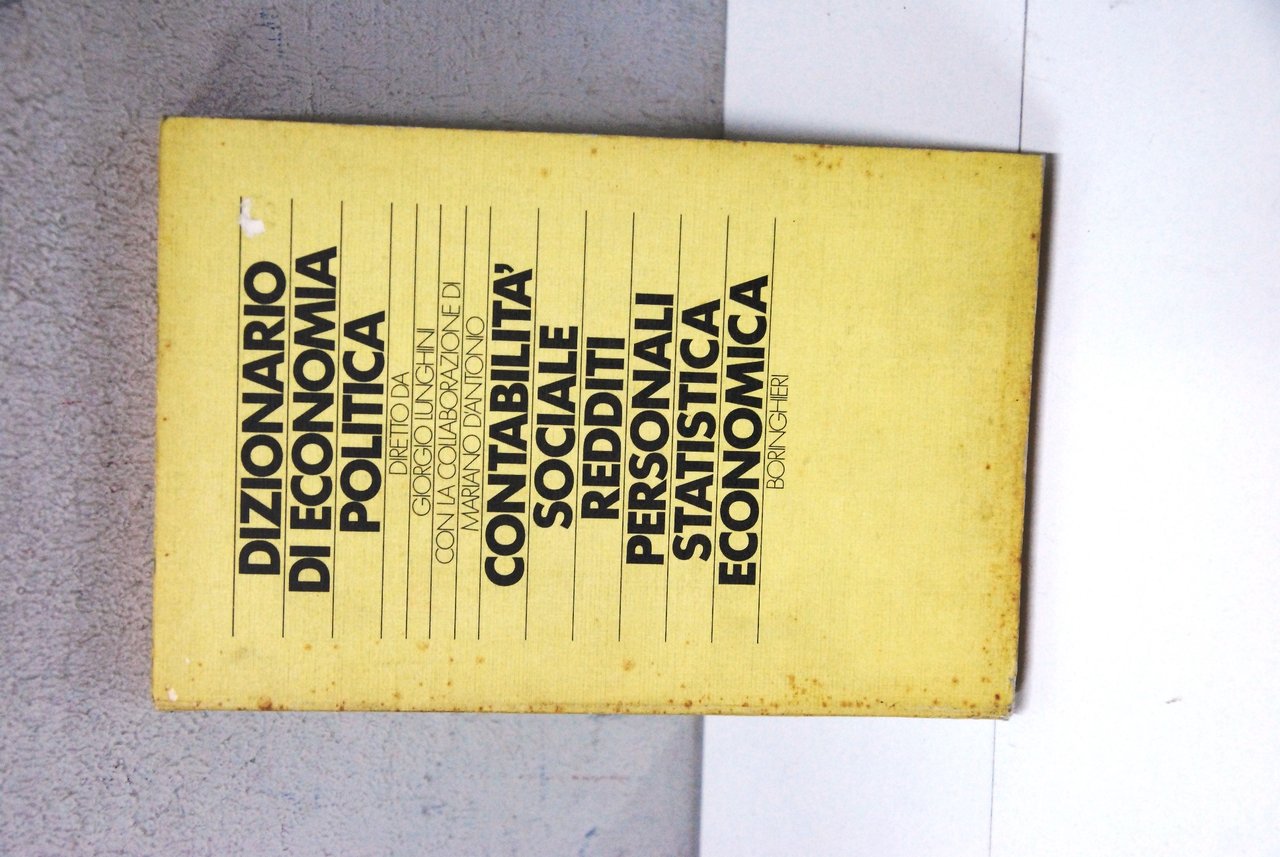 DIZIONARIO
DI ECONOMIA
POLITICA
DIRETTO DA
GIORGIO LUNGHINI
CON LA COLLABORAZIONE DI
MARIANO D'ANTONIO
CONTABILITA'
SOCIALE
REDDITI
PERSONALI
STATISTICA
ECONOMICA
BORINGHIERI